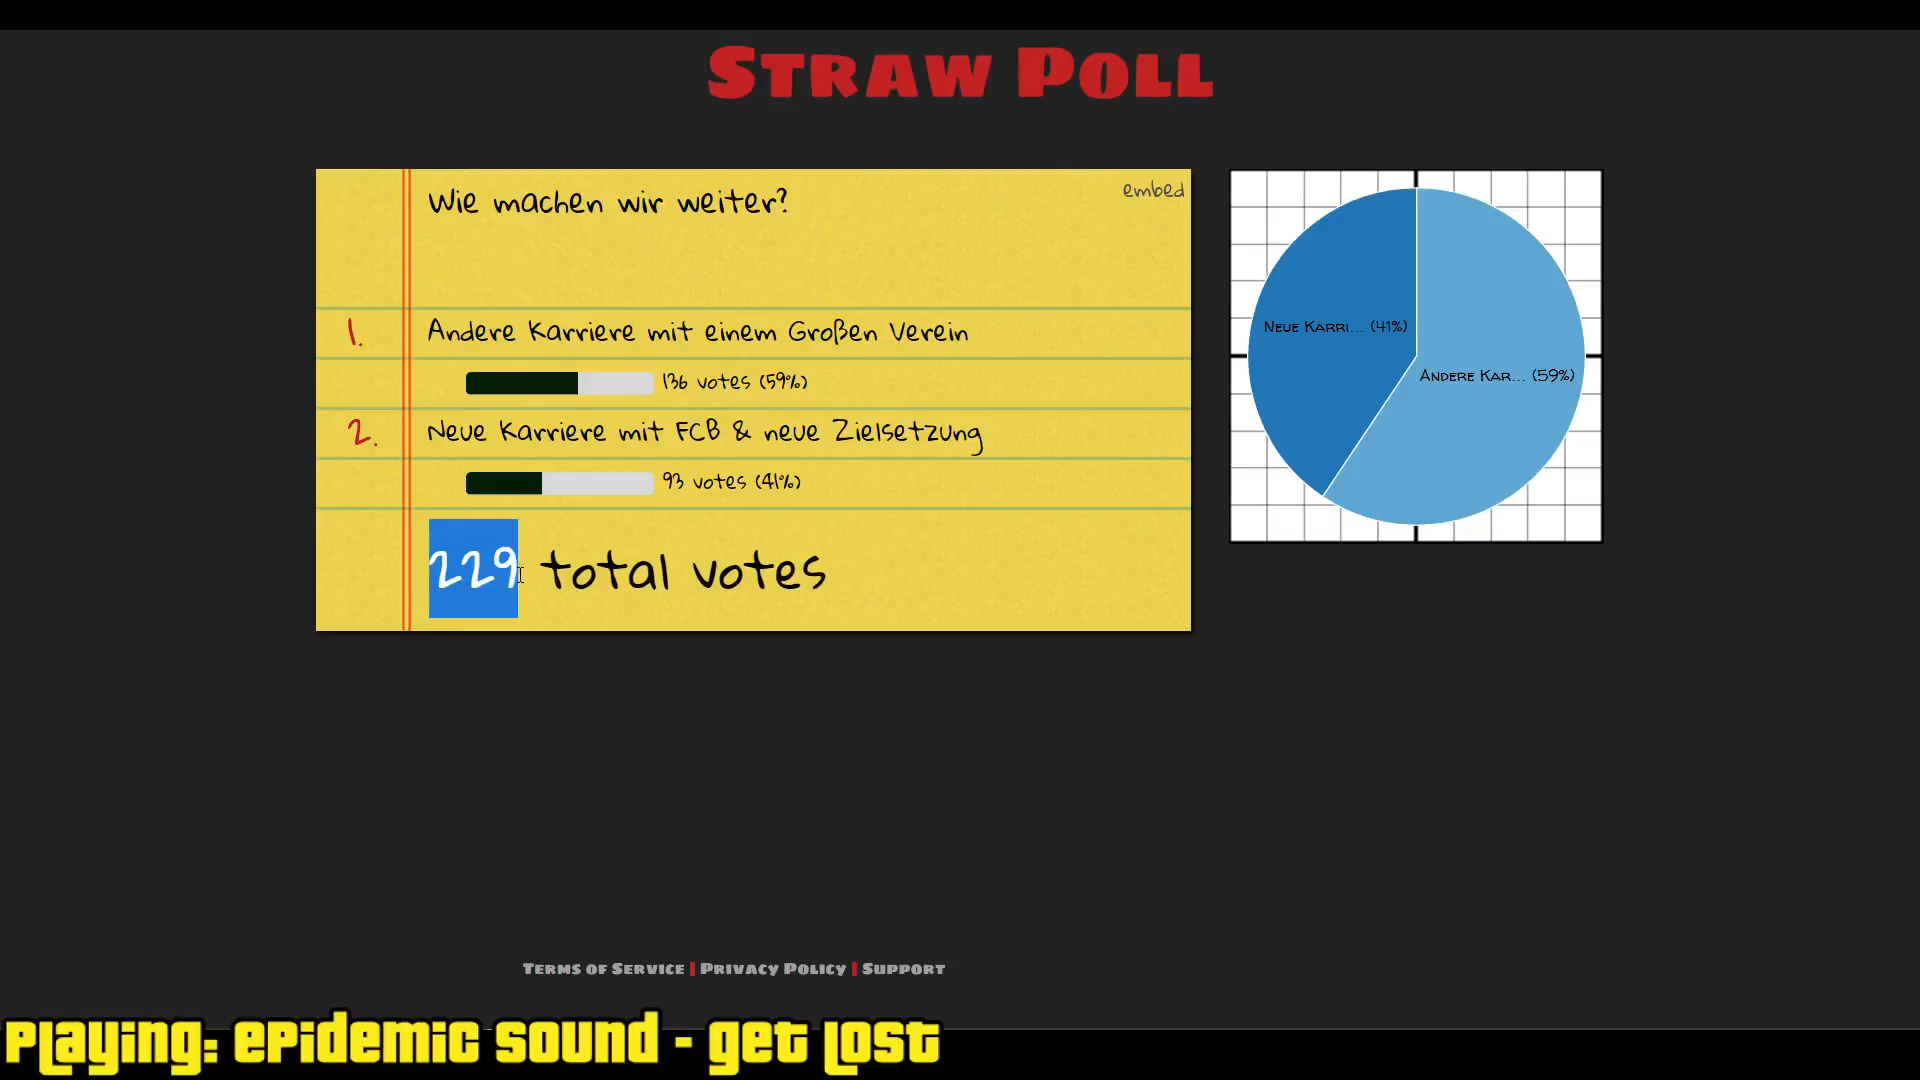 STRAW POLL
Wie machen wir weiter?
embed
1. Andere Karriere mit einem Großen Verein
136 votes (59%)
2. Neue Karriere mit FCB & neue Zielsetzung
93 votes (41%)
229 total votes
Neue Karri... (41%)
Andere Kar... (59%)
Terms of Service | Privacy Policy | Support
Playing: Epidemic Sound - Get Lost